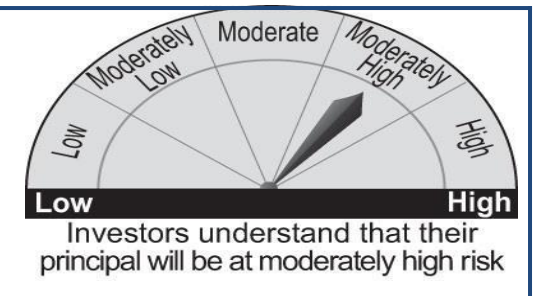 Low
Moderately
Low
Moderate
Moderately
High
High
Low High
Investors understand that their
principal will be at moderately high risk